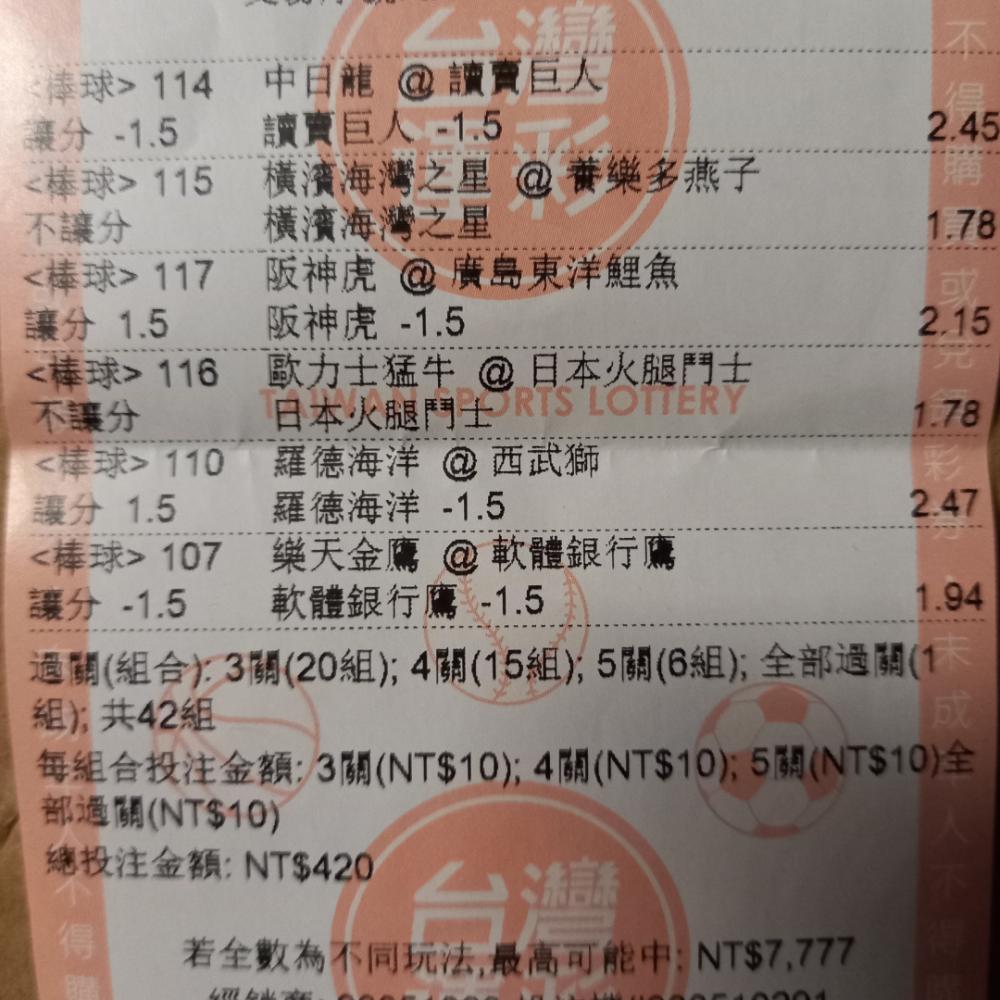 <棒球> 114 中日龍 @ 讀賣巨人
讓分 -1.5 讀賣巨人 -1.5 2.45
<棒球> 115 橫濱海灣之星 @ 養樂多燕子
不讓分 橫濱海灣之星 1.78
<棒球> 117 阪神虎 @ 廣島東洋鯉魚
讓分 1.5 阪神虎 -1.5 2.15
<棒球> 116 歐力士猛牛 @ 日本火腿鬥士
TAIWAN SPORTS LOTTERY
不讓分 日本火腿鬥士 1.78
<棒球> 110 羅德海洋 @ 西武獅
讓分 1.5 羅德海洋 -1.5 2.47
<棒球> 107 樂天金鷹 @ 軟體銀行鷹
讓分 -1.5 軟體銀行鷹 -1.5 1.94
過關(組合): 3關(20組); 4關(15組); 5關(6組); 全部過關(1
組); 共42組
每組合投注金額: 3關(NT$10); 4關(NT$10); 5關(NT$10)全
部過關(NT$10)
總投注金額: NT$420
若全數為不同玩法,最高可能中: NT$7,777
台灣
運彩
台灣